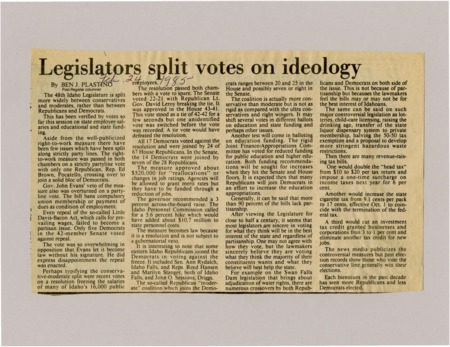 Legislators split votes on ideology
By BEN J. PLASTINO
Post-Register columnist
1985
The 48th Idaho Legislature is split
more widely between conservatives
and moderates, rather than between
Republicans and Democrats.
This has been verified by votes so
far this session on state employee sal-
aries and educational and state fund-
ing.
Aside from the well-publicized
right-to-work measure there have
been few issues which have been split
along strictly party lines. The right-
to-work measure was passed in both
chambers on a strictly partyline vote
with only one Republican, Rep. Ed
Brown, Pocatello, crossing over to
join a solid bloc of Democrats.
Gov. John Evans' veto of the mea-
sure also was overturned on a party-
line vote. The bill bans compulsory
union membership or payment of
dues as condition of employment.
Even repeal of the so-called Little
Davis-Bacon Act, which calls for pre-
vailing wages, failed to become a
partisan issue. Only five Democrats
in the 42-member Senate voted
against repeal.
The vote was so overwhelming in
opposition that Evans let it become
law without his signature. He did
express disappointment the repeal
was enacted.
Perhaps typifying the conserva-
tive-moderate split were recent votes
on a resolution freezing the salaries
of many of Idaho's 16,000 public
employees.
The resolution passed both cham-
bers with a vote to spare. The Senate
voted 22-21 with Republican Lt.
Gov. David Leroy breaking the tie. It
was approved in the House 43-41.
This vote stood as a tie of 42-42 for a
few seconds but one unidentified
vote was switched before the vote
was recorded. A tie vote would have
defeated the resolution.
All 17 Democrats voted against the
resolution and were joined by 24 of
67 Republicans. In the Senate, all of
the 14 Democrats were joined by
seven of the 28 Republicans.
The measure approved about
$320,000 for "reallocations" or
changes in job ratings. Agencies will
be allowed to grant merit raises but
they have to be funded through a
reduction of jobs.
The governor recommended a 3
percent across-the-board raise. The
Idaho Personnel Commission called
for a 5.6 percent hike which would
have added about $10.7 million to
state personnel costs.
The measure becomes law because
it is a resolution and is not subject to
a gubernatorial veto.
It is interesting to note that some
conservative Republicans joined the
Democrats in voting against the
freeze. It included Sen. Ann Rydalch,
Idaho Falls, and Reps. Reed Hansen
and Marilyn Stanger, both of Idaho
Falls, and John O. Sessions, Driggs.
The so-called Republican "moder-
ate" coalition which joins the Demo-
crats ranges between 20 and 25 in the
House and possibly seven or eight in
the Senate.
The coalition is actually more con-
servative than moderate but is not as
rigid as compared with the other con-
servatives and right wingers. It may
shift several votes in different ballots
on education and state funding and
perhaps other issues.
Another test will come in balloting
on educational funding. The rigid
Joint Finance-Appropriations Com-
mittee has voted for reduced funding
for public education and higher edu-
cation. Both funding recommenda-
tions will be sought for increases
when they hit the Senate and House
floors. It is expected then that many
of Republicans will join Democrats in
an effort to increase the education
appropriations.
Generally, it can be said that more
than 90 percent of the bills lack par-
tisanship.
After viewing the Legislature for
close to half a century, it seems that
most legislators are sincere in voting
for what they think will be in the best
interest of the state and regardless of
partisanship. One may not agree with
how they vote, but the lawmakers
sincerely believe they are voting
what they think the majority of their
constituents wants and what they
believe will best help the state.
For example on the Swan Falls
Dam legislation that brings about
adjudication of water rights, there are
numerous crossovers by both Repub-
licans and Democrats on both side of
the issue. This is not because of par-
tisanship but because the lawmakers
feel the bills may or may not be for
the best interest of Idahoans.
The same can be said on such
major controversial legislation as lot-
teries, child-care licensing, raising the
drinking age, transfer of the state
liquor dispensary system to private
membership, halving the 50-50 tax
exemption and a proposal to develop
more stringent hazardous waste
restrictions.
Then there are many revenue-rais-
ing tax bills.
One would double the "head tax"
from $10 to $20 per tax return and
impose a one-time surcharge on
income taxes next year for 5 per
cent.
Another would increase the state
cigarette tax from 9.1 cents per pack
to 17 cents, effective Oct. 1 to coin-
cide with the termination of the fed-
eral tax.
A third would cut an investment
tax credit granted businesses and
corporations from 3 to 1 per cent and
to create another tax credit for new
jobs.
The news media publicizes the
controversial measures but past elec-
tion records show those who vote the
conservative line generally win their
elections.
Each biennium in the past decade
has seen more Republicans and less
Democrats elected.